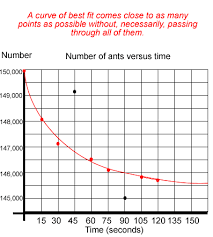 A curve of best fit comes close to as many
points as possible without, necessarily, passing
through all of them.
Number
Number of ants versus time
150,000
149,000
148,000
147,000
146,000
145,000
15 30 45 60 75 90 105 120 135 150
Time (seconds)